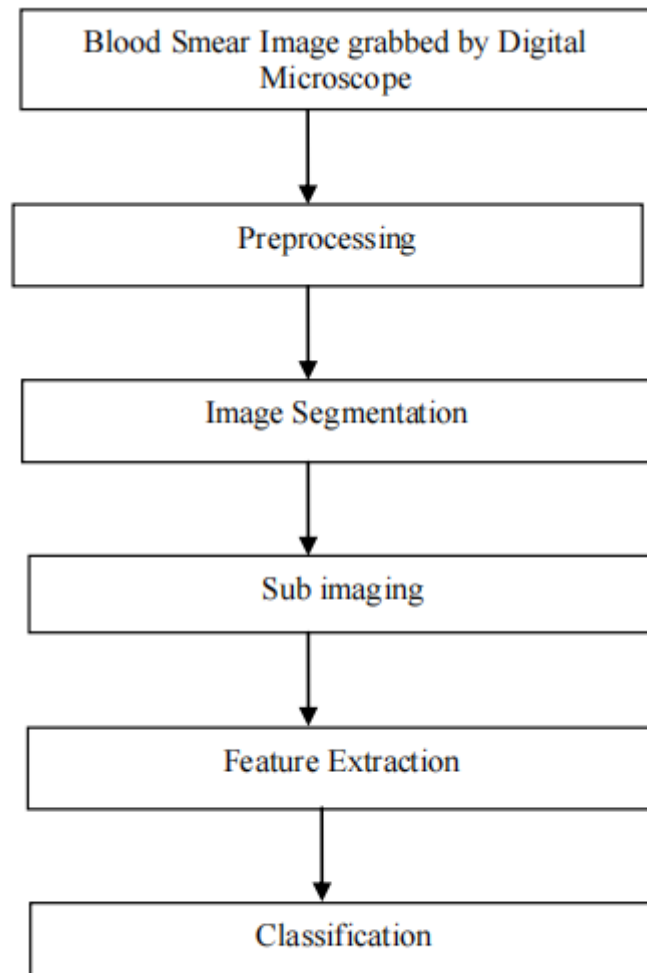 Blood Smear Image grabbed by Digital
Microscope
Preprocessing
Image Segmentation
Sub imaging
Feature Extraction
Classification